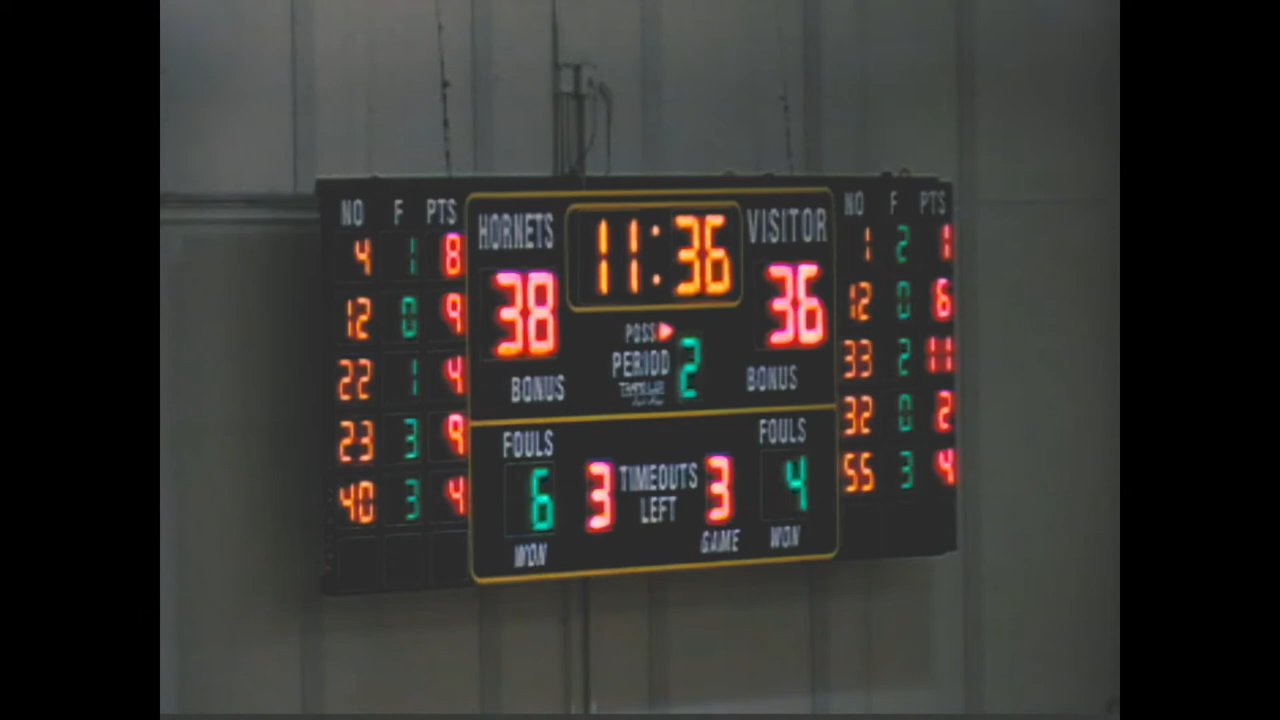 NO F PTS
4 1 8
12 0 9
22 1 4
23 3 9
40 3 4
HORNETS 11:36 VISITOR
38 36
POSS
PERIOD 2
BONUS BONUS
FOULS FOULS
6 3 TIMEOUTS LEFT 3 4
WON GAME WON
NO F PTS
1 2 1
12 0 6
33 2 11
32 0 2
55 3 4